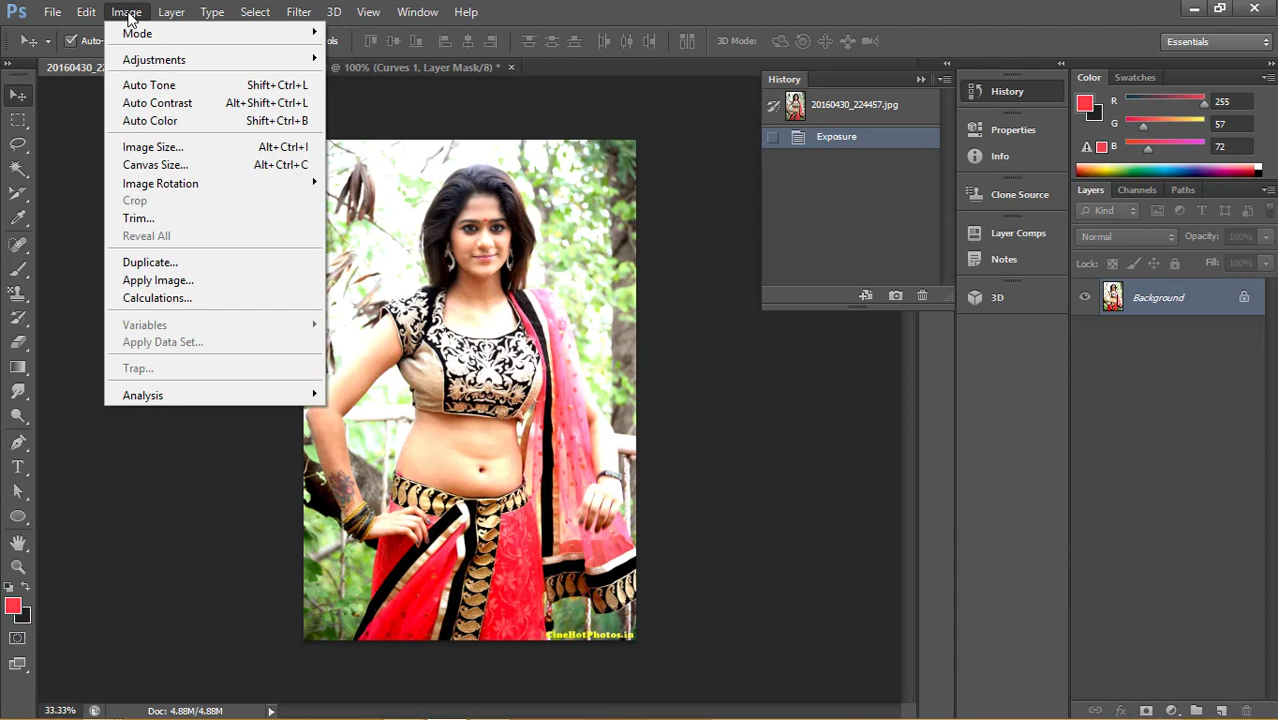 Ps File Edit Image Layer Type Select Filter 3D View Window Help
Auto-
3D Mode:
Essentials
20160430_22
@ 100% (Curves 1, Layer Mask/8) * ×
Mode
Adjustments
Auto Tone Shift+Ctrl+L
Auto Contrast Alt+Shift+Ctrl+L
Auto Color Shift+Ctrl+B
Image Size... Alt+Ctrl+I
Canvas Size... Alt+Ctrl+C
Image Rotation
Crop
Trim...
Reveal All
Duplicate...
Apply Image...
Calculations...
Variables
Apply Data Set...
Trap...
Analysis
History
20160430_224457.jpg
Exposure
History
Properties
Info
Clone Source
Layer Comps
Notes
3D
Color Swatches
R 255
G 57
B 72
Layers Channels Paths
Kind
Normal Opacity: 100%
Lock: Fill: 100%
Background
CineHotPhotos.in
33.33% Doc: 4.88M/4.88M